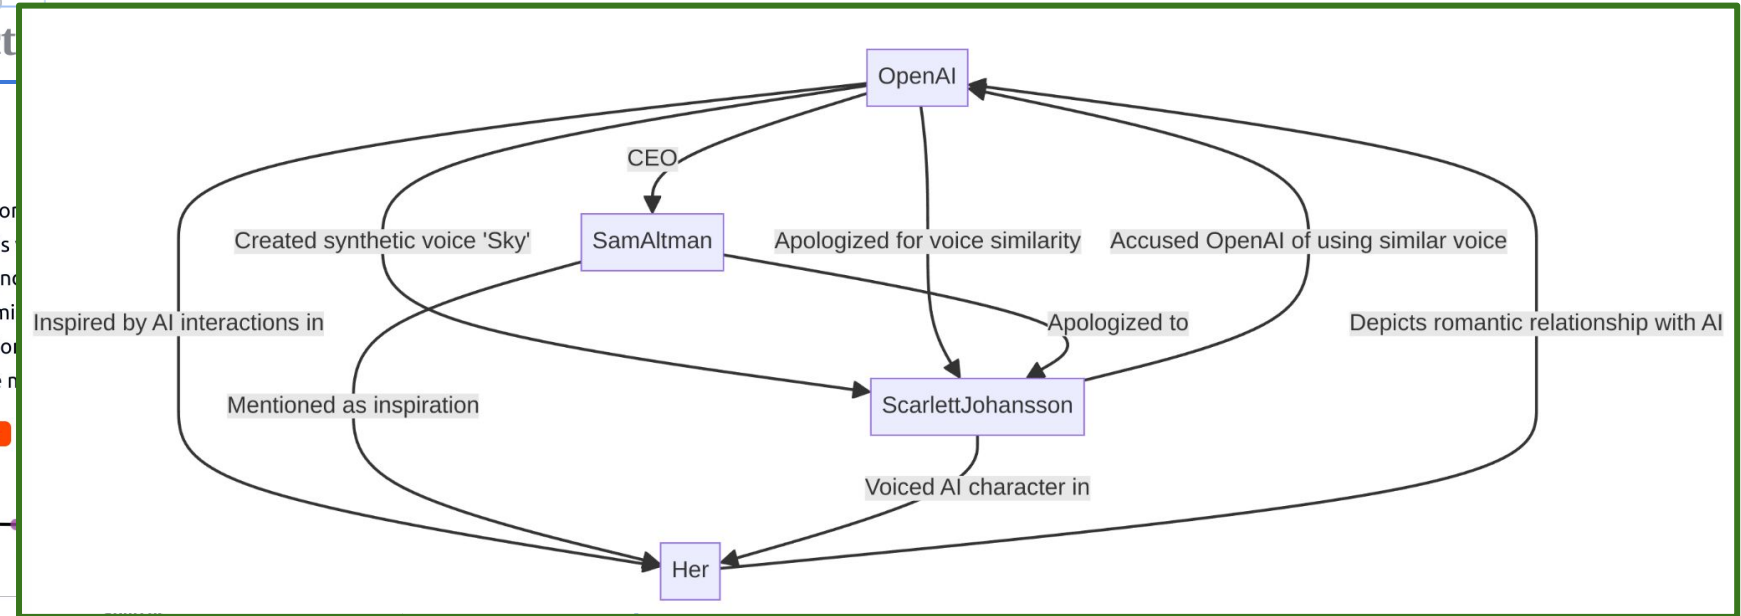 OpenAI
CEO
Created synthetic voice 'Sky'
SamAltman
Apologized for voice similarity
Accused OpenAI of using similar voice
Inspired by AI interactions in
Apologized to
Depicts romantic relationship with AI
Mentioned as inspiration
ScarlettJohansson
Voiced AI character in
Her